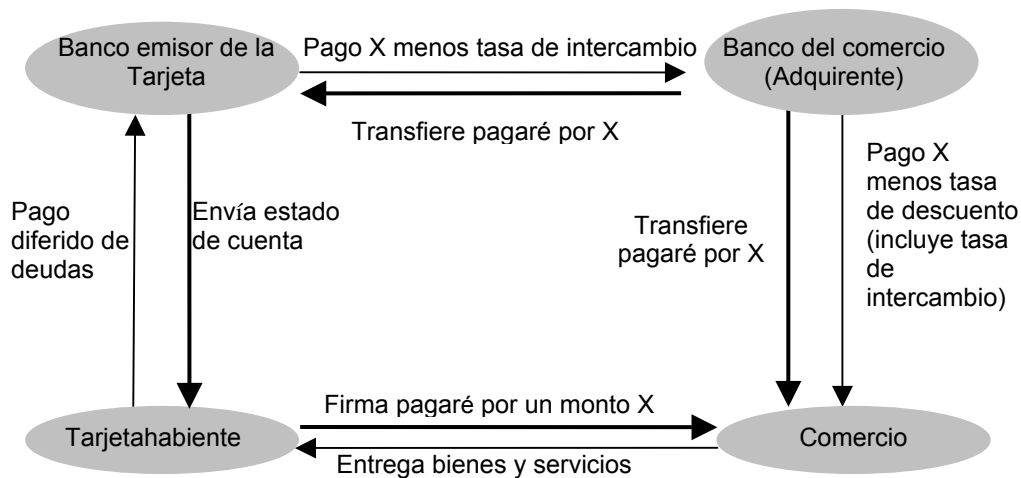 Banco emisor de la
Tarjeta
Pago X menos tasa de intercambio
Banco del comercio
(Adquirente)
Transfiere pagaré por X
Pago
diferido de
deudas
Envía estado
de cuenta
Transfiere
pagaré por X
Pago X
menos tasa
de descuento
(incluye tasa
de
intercambio)
Tarjetahabiente
Firma pagaré por un monto X
Comercio
Entrega bienes y servicios